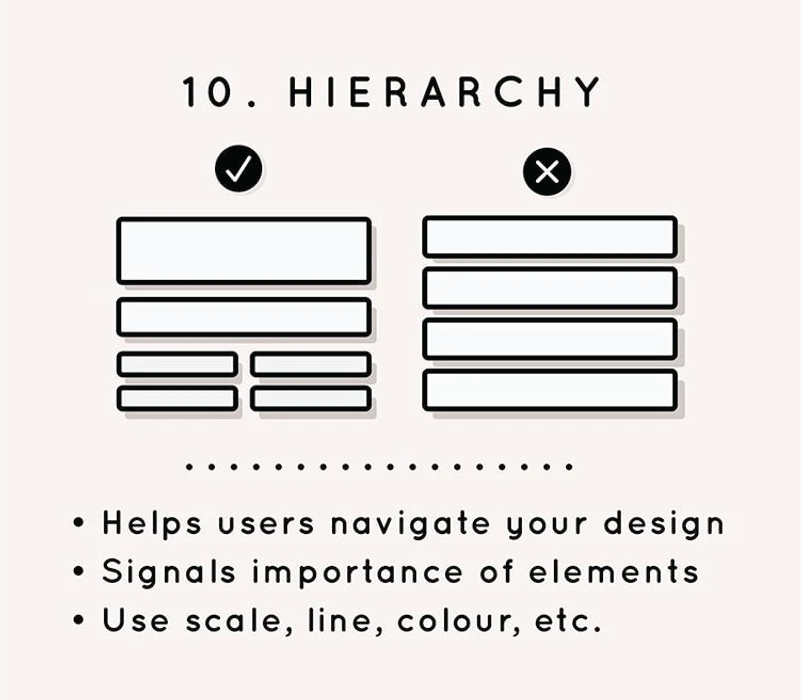 10. HIERARCHY
• Helps users navigate your design
• Signals importance of elements
• Use scale, line, colour, etc.